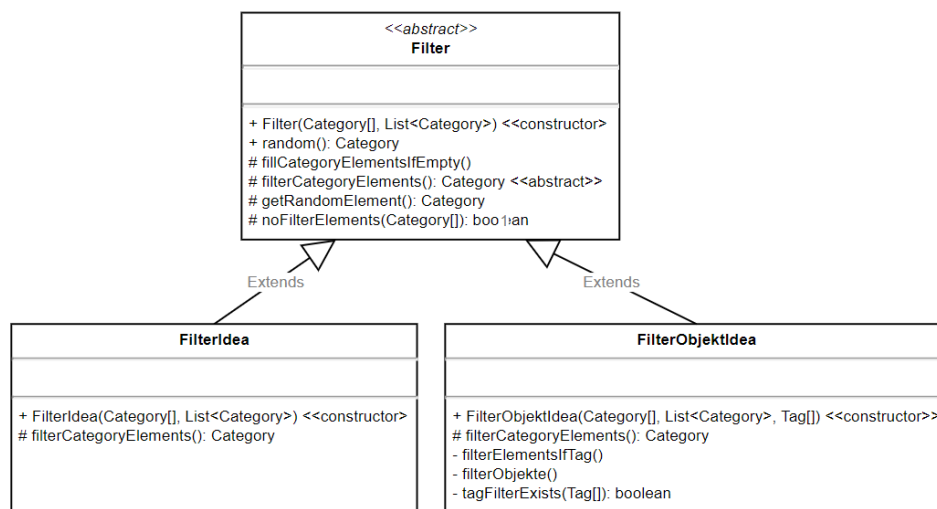 <<abstract>>
Filter
+ Filter(Category[], List<Category>) <<constructor>
+ random(): Category
# fillCategoryElementsIfEmpty()
# filterCategoryElements(): Category <<abstract>>
# getRandomElement(): Category
# noFilterElements(Category[]):
Extends
Extends
FilterIdea
+ FilterIdea(Category[], List<Category>) <<constructor>
# filterCategoryElements(): Category
FilterObjektIdea
+ FilterObjektIdea(Category[], List<Category>, Tag[]) <<constructor>>
# filterCategoryElements(): Category
- filterElementsIfTag()
- filterObjekte()
- tagFilterExists(Tag[]): boolean